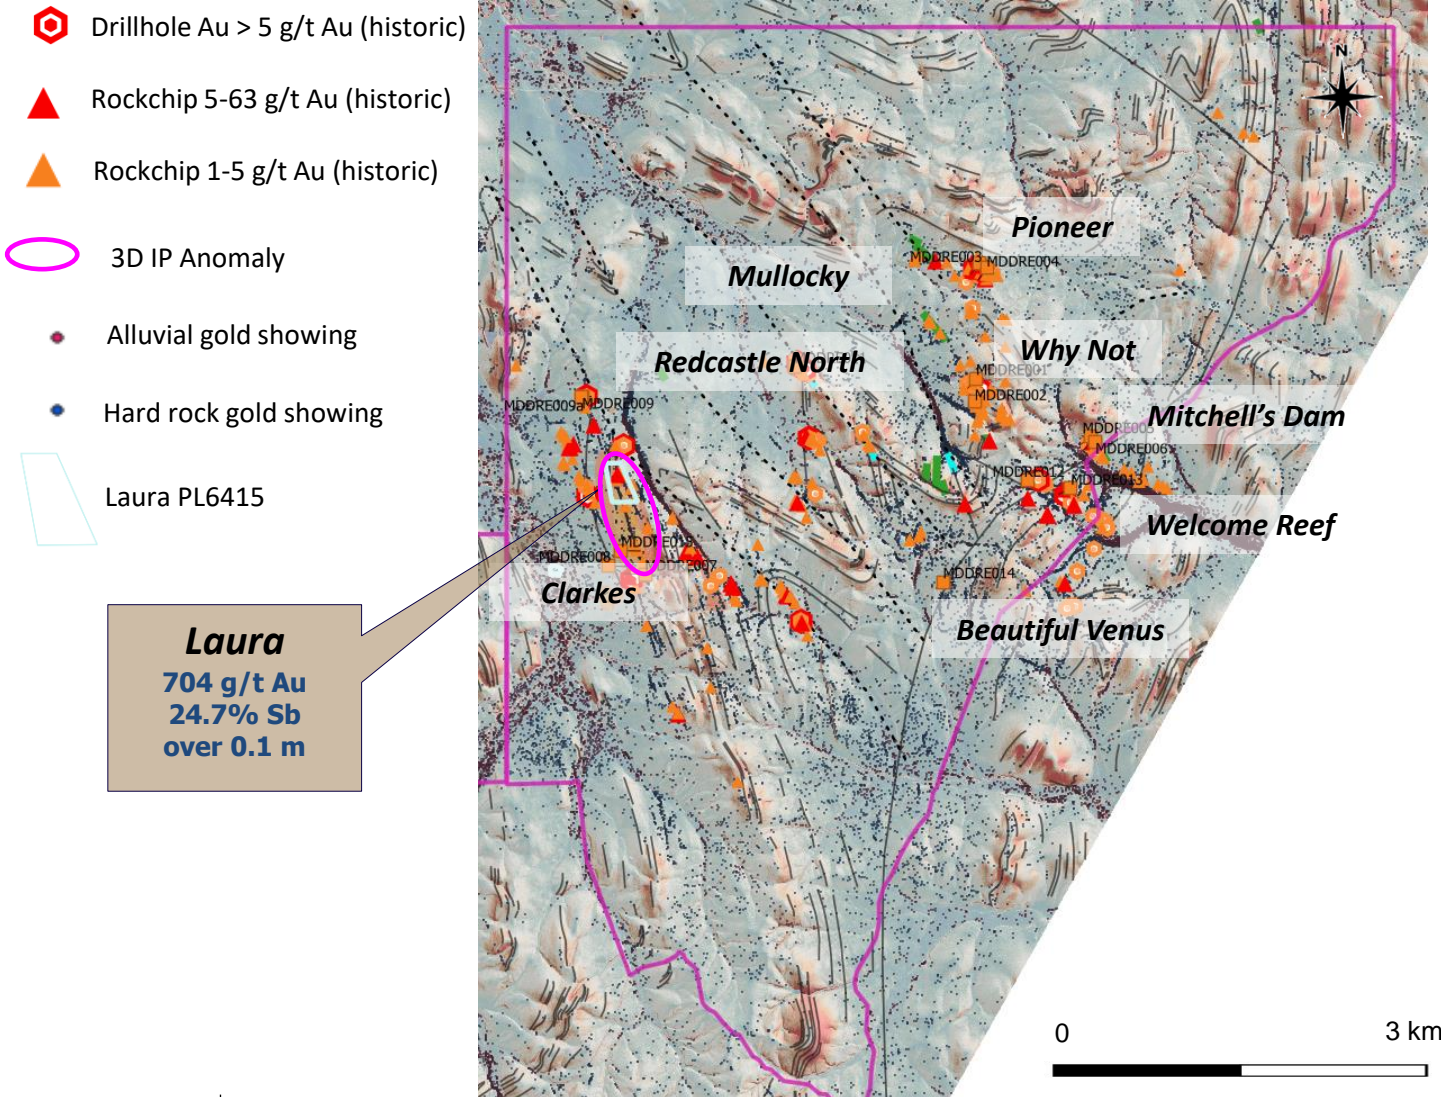 Drillhole Au > 5 g/t Au (historic)
Rockchip 5-63 g/t Au (historic)
Rockchip 1-5 g/t Au (historic)
3D IP Anomaly
Alluvial gold showing
Hard rock gold showing
Laura PL6415
Laura
704 g/t Au
24.7% Sb
over 0.1 m
N
Pioneer
MDDRE003
MDDRE004
Mullocky
Why Not
Redcastle North
MDDRE001
MDDRE002
MDDRE009a
MDDRE009
Mitchell's Dam
MDDRE005
MDDRE006
MDDRE012
MDDRE013
Welcome Reef
MDDRE008
MDDRE007
MDDRE014
Clarkes
Beautiful Venus
0
3 km